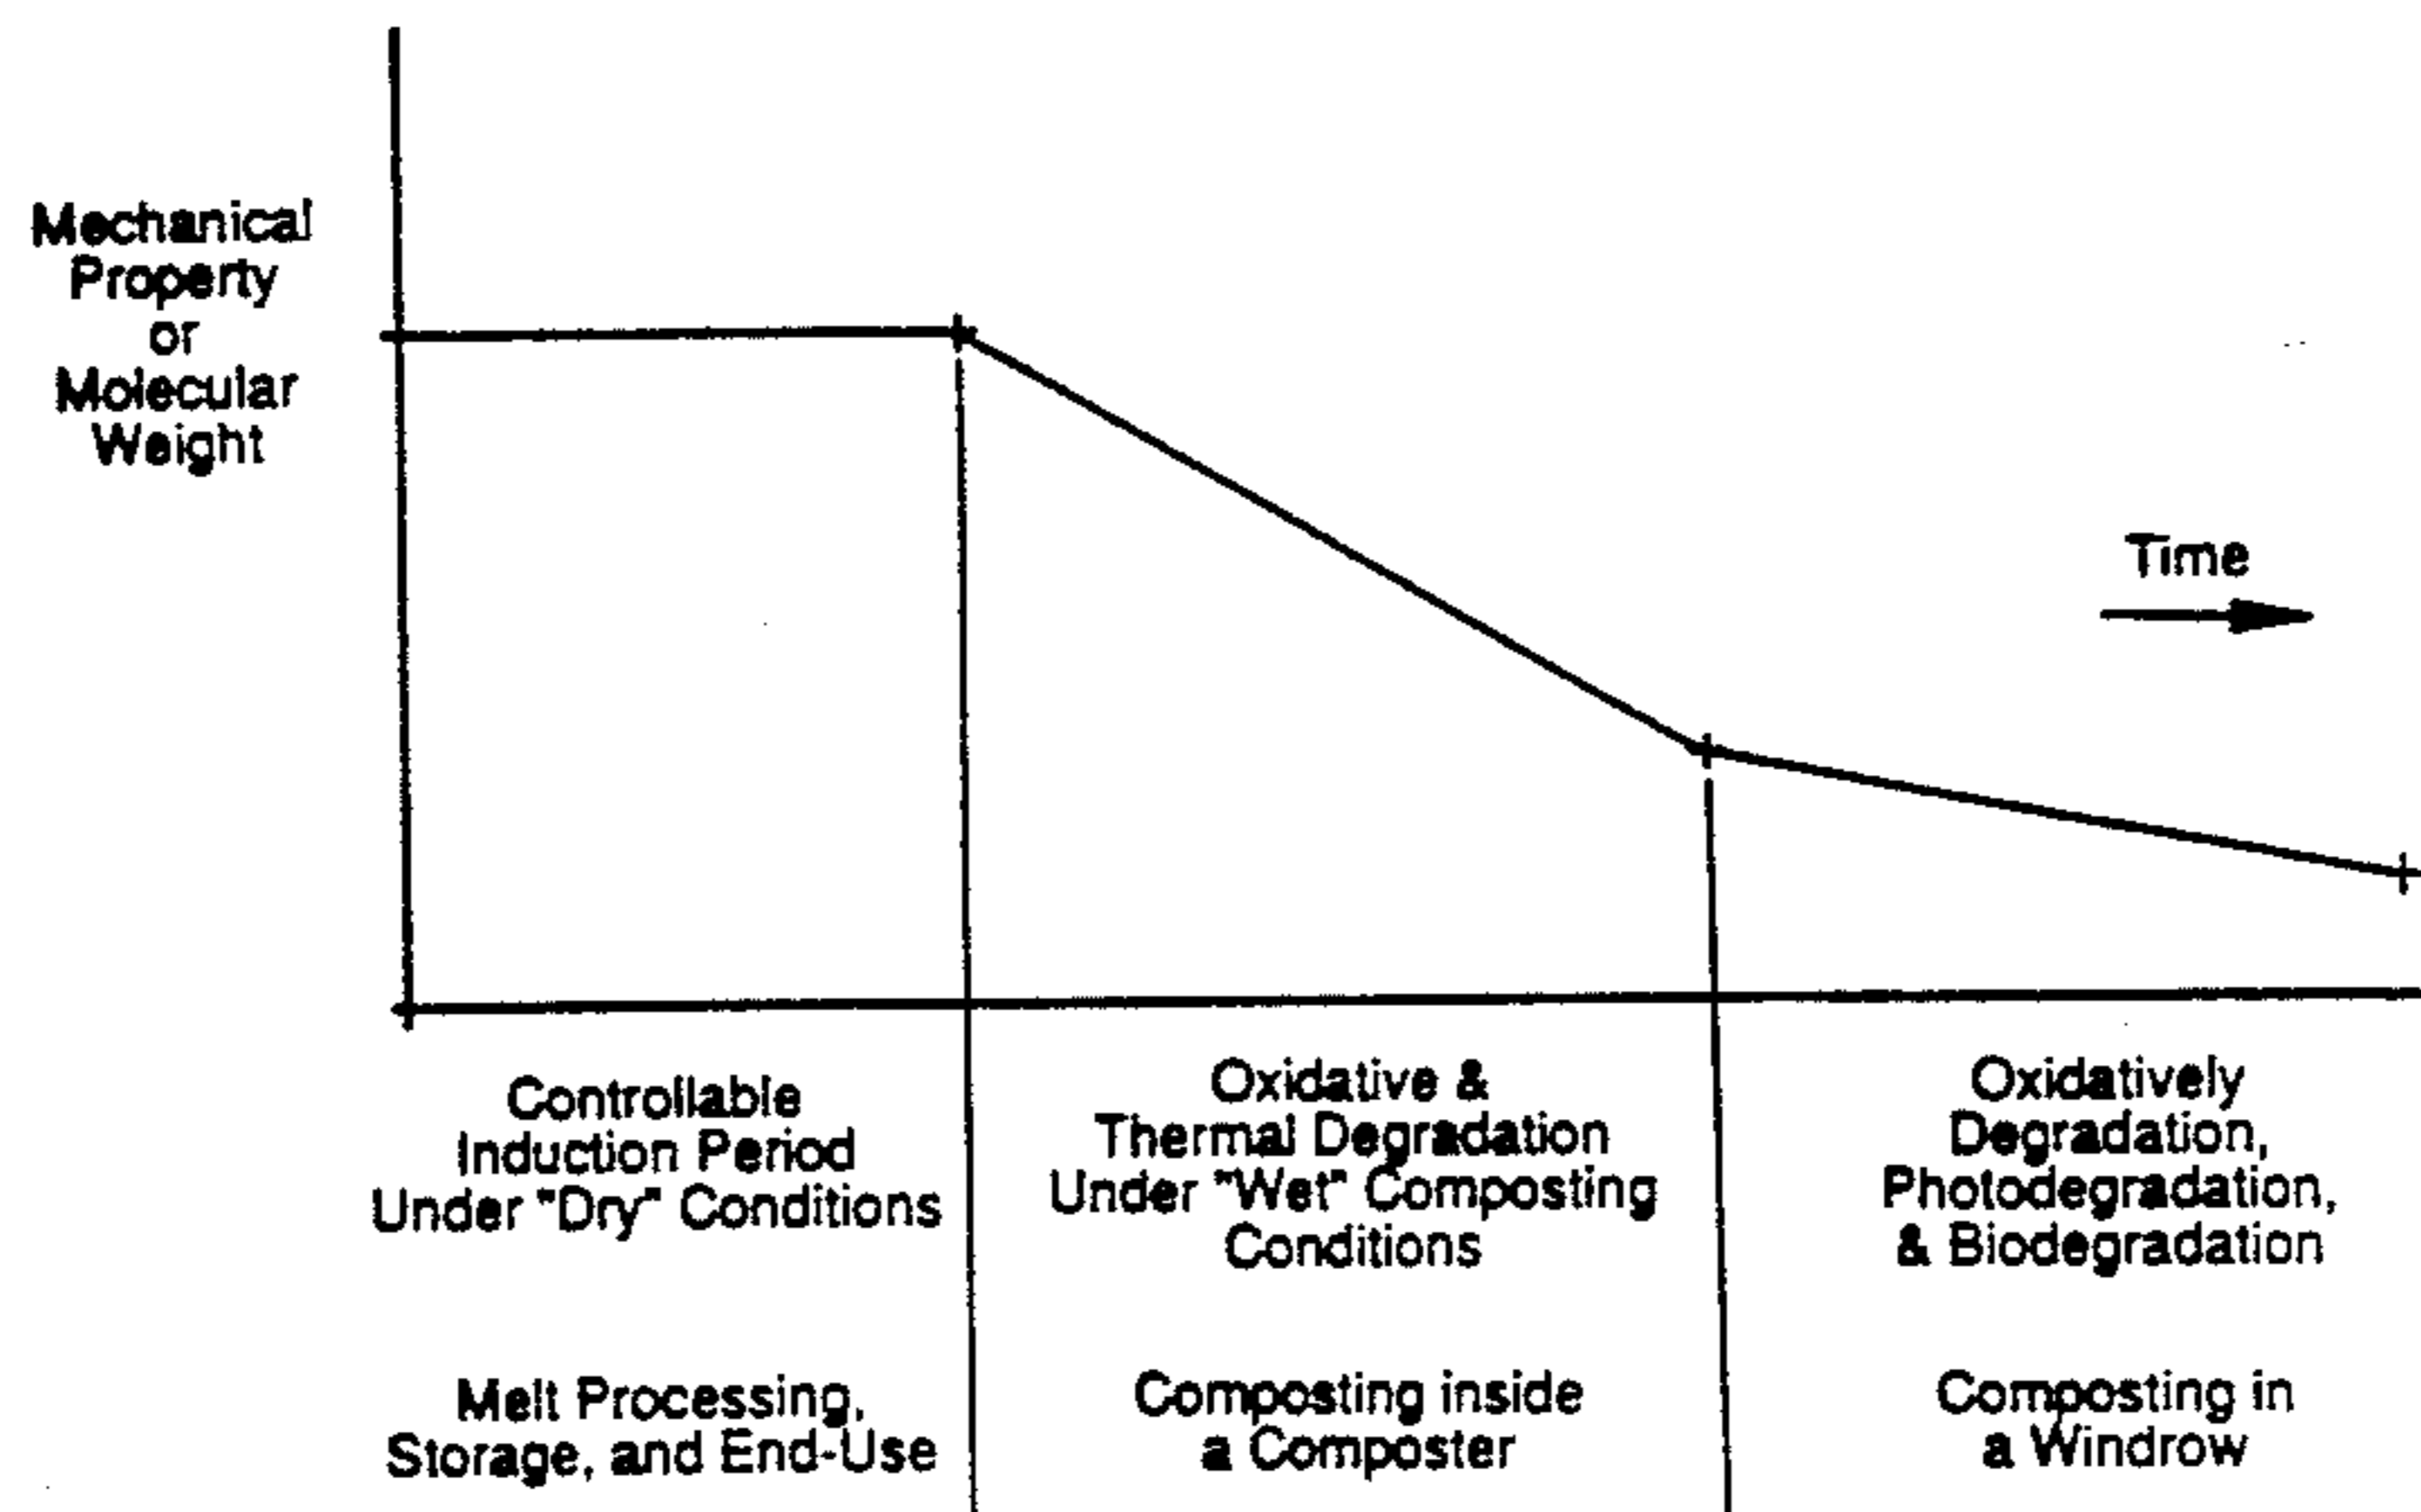 Mechanical
Property
or
Molecular
Weight
Time
Controllable
Induction Period
Under "Dry" Conditions
Oxidative &
Thermal Degradation
Under "Wet" Composting
Conditions
Oxidatively
Degradation,
Photodegradation,
& Biodegradation
Melt Processing,
Storage, and End-Use
Composting inside
a Composter
Composting in
a Windrow